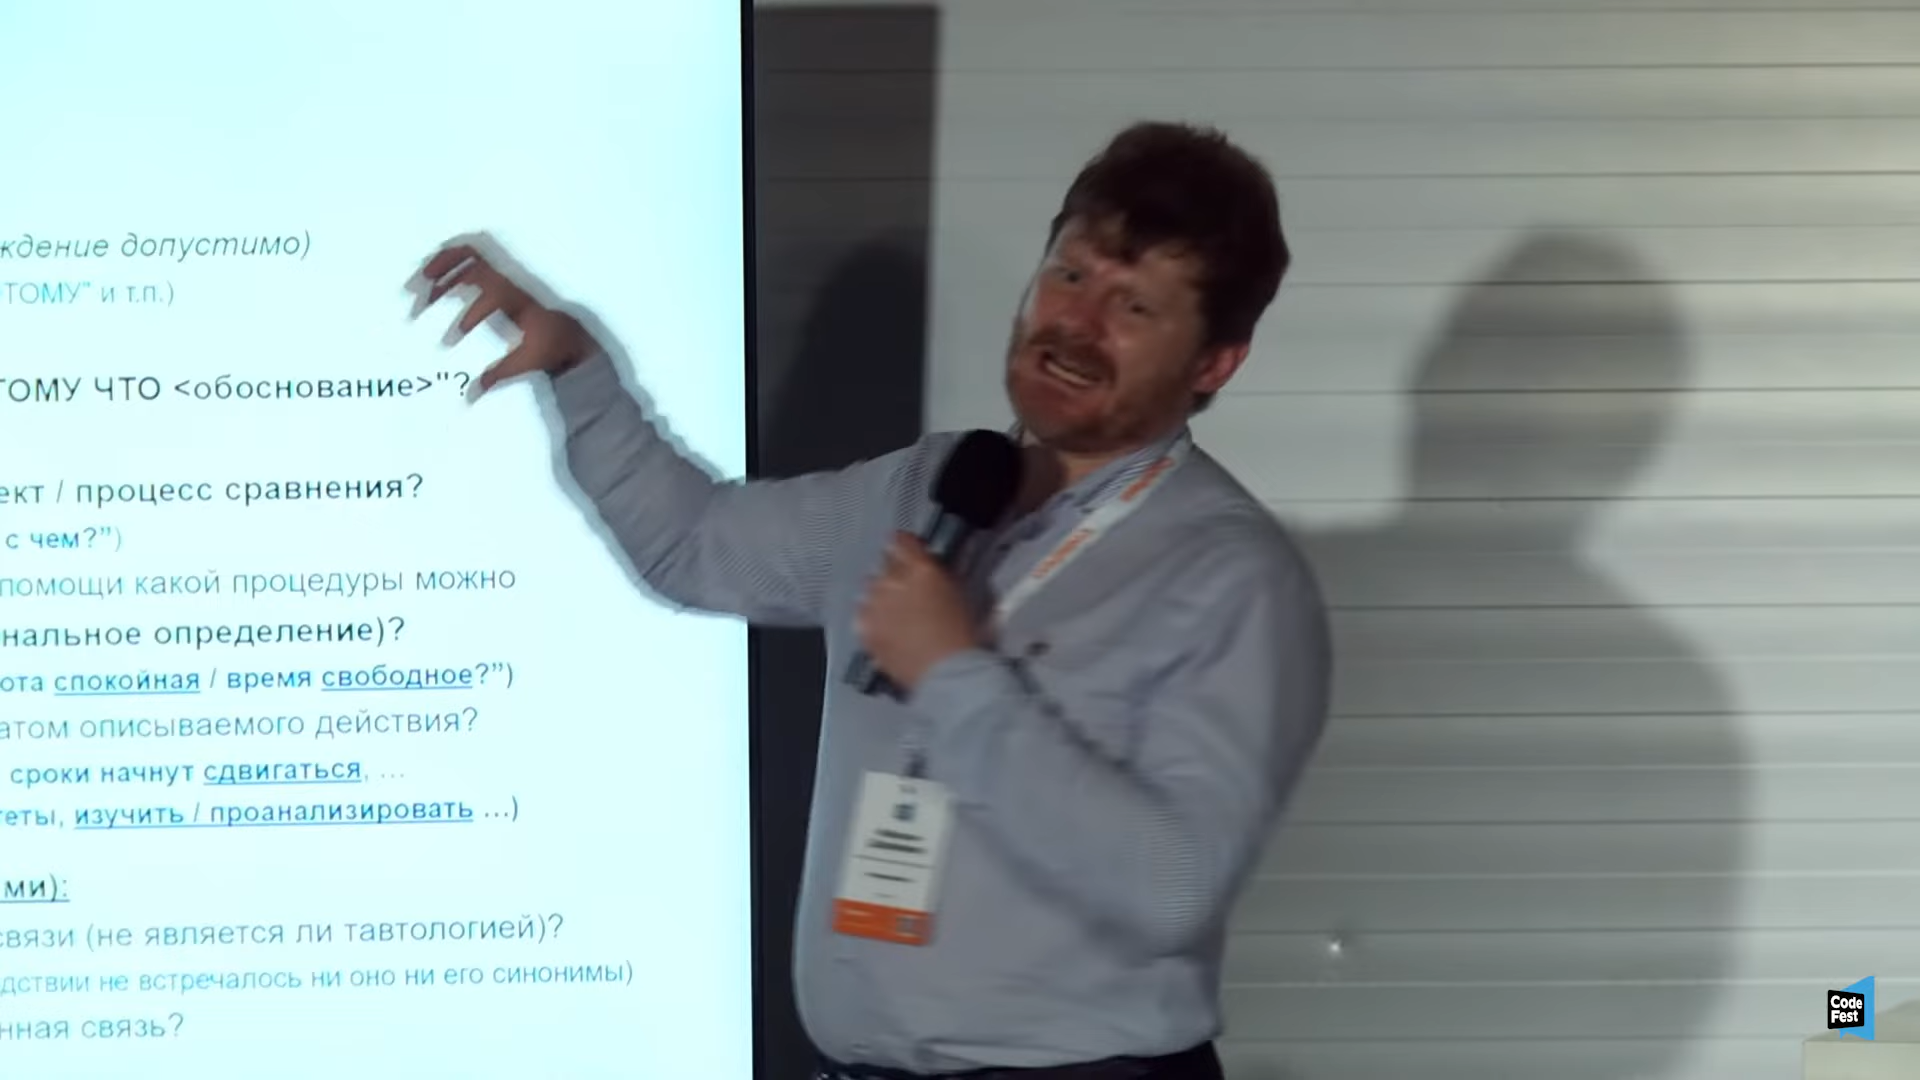 ждение допустимо)
ТОМУ" и т.п.)
ТОМУ ЧТО <обоснование>"?
ект / процесс сравнения?
с чем?”)
помощи какой процедуры можно
нальное определение)?
ота спокойная / время свободное?”)
атом описываемого действия?
сроки начнут сдвигаться, ...
теты, изучить / проанализировать ...)
ми):
связи (не является ли тавтологией)?
дствии не встречалось ни оно ни его синонимы)
нная связь?
Code
Fest